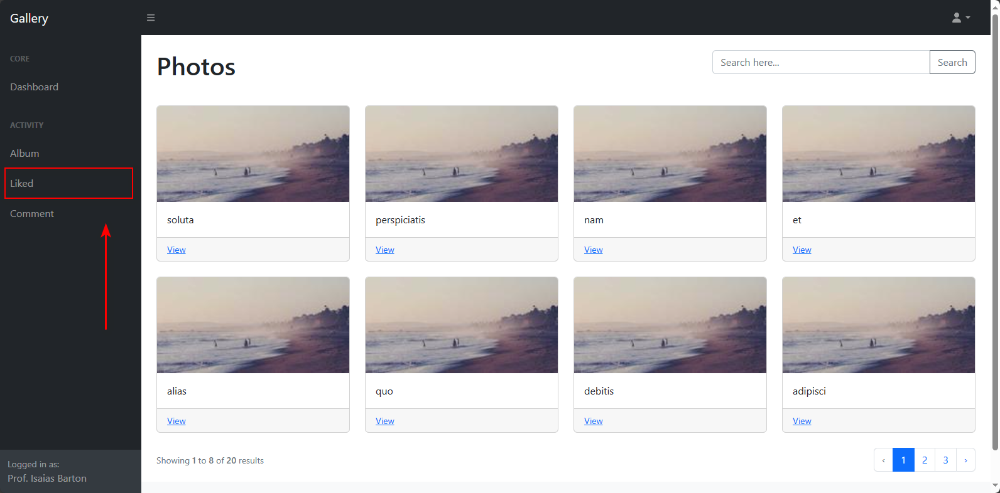 Gallery
CORE
Dashboard
ACTIVITY
Album
Liked
Comment
Logged in as:
Prof. Isaias Barton
Photos
Search here...
Search
soluta
View
perspiciatis
View
nam
View
et
View
alias
View
quo
View
debitis
View
adipisci
View
Showing 1 to 8 of 20 results
‹ 1 2 3 ›